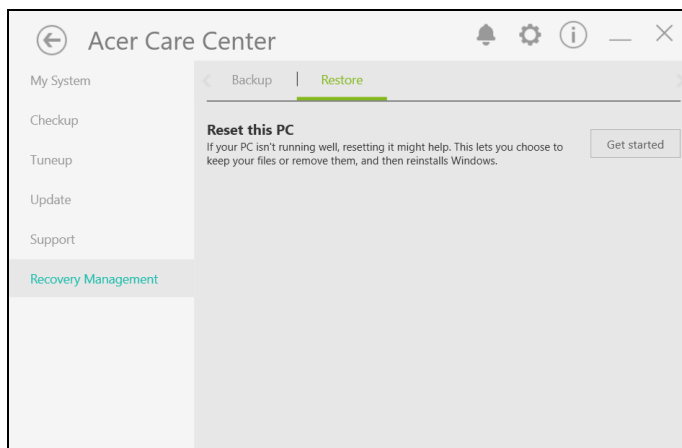 Acer Care Center
My System
Backup | Restore
Checkup
Reset this PC
If your PC isn't running well, resetting it might help. This lets you choose to
keep your files or remove them, and then reinstalls Windows.
Get started
Tuneup
Update
Support
Recovery Management